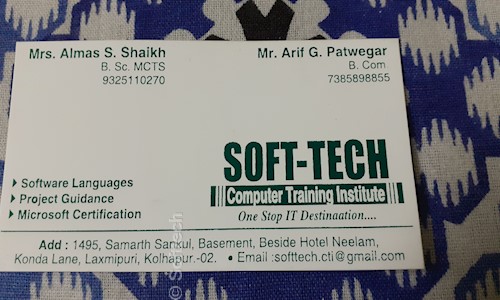 Mrs. Almas S. Shaikh
B. Sc. MCTS
9325110270
Mr. Arif G. Patwegar
B. Com.
7385898855
SOFT-TECH
Computer Training Institute
One Stop IT Destinaation....
Software Languages
Project Guidance
Microsoft Certification
Add : 1495, Samarth Sankul, Basement, Beside Hotel Neelam,
Konda Lane, Laxmipuri, Kolhapur.-02. • Email :softtech.cti@gmail.com
© Softtech